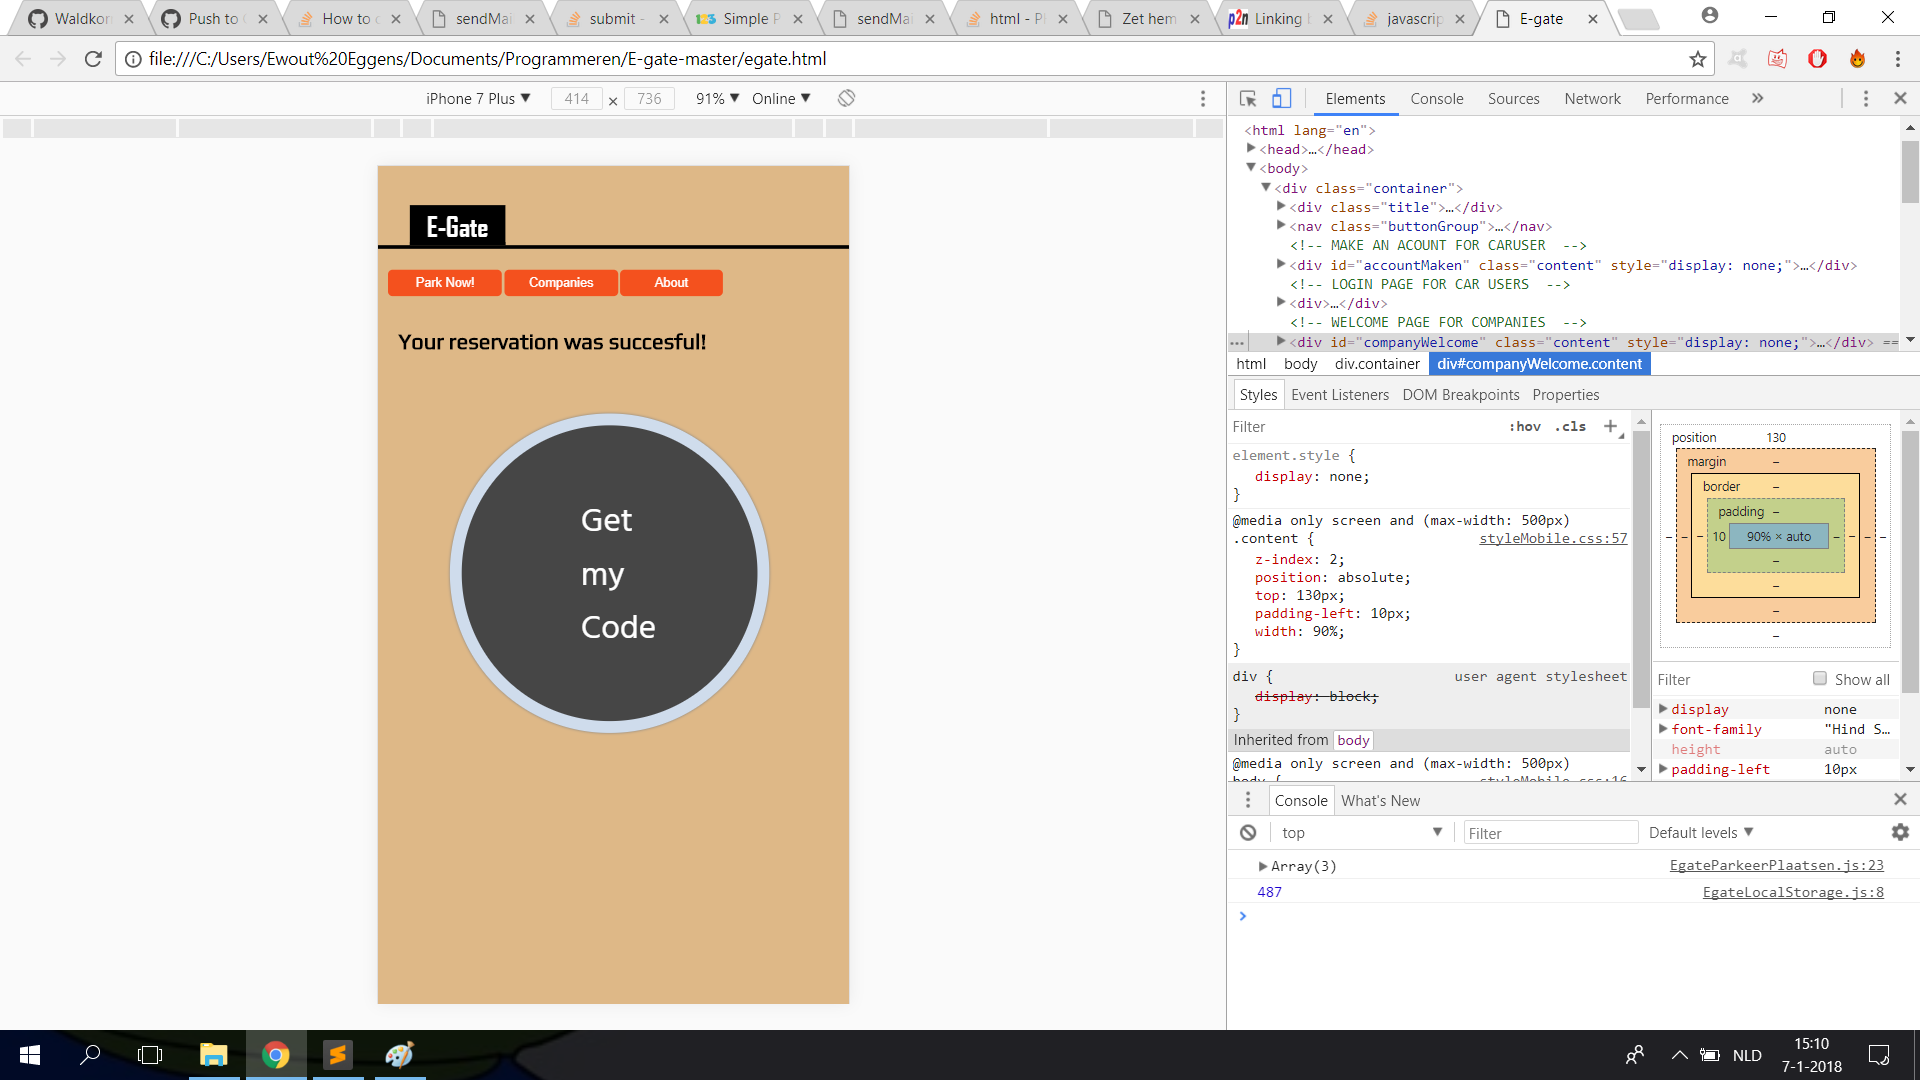 Waldkor
Push to
How to
sendMai
submit -
Simple P
sendMai
html - P
Zet hem
p2n Linking
javascrip
E-gate
file:///C:/Users/Ewout%20Eggens/Documents/Programmeren/E-gate-master/egate.html
iPhone 7 Plus ▼ 414 × 736 91% ▼ Online ▼
Elements Console Sources Network Performance »
<html lang="en">
<head>…</head>
<body>
<div class="container">
<div class="title">…</div>
<nav class="buttonGroup">…</nav>
<!-- MAKE AN ACOUNT FOR CARUSER -->
<div id="accountMaken" class="content" style="display: none;">…</div>
<!-- LOGIN PAGE FOR CAR USERS -->
<div>…</div>
<!-- WELCOME PAGE FOR COMPANIES -->
<div id="companyWelcome" class="content" style="display: none;">…</div> ==
html body div.container div#companyWelcome.content
E-Gate
Park Now! Companies About
Your reservation was succesful!
Get
my
Code
Styles Event Listeners DOM Breakpoints Properties
Filter :hov .cls +
element.style {
display: none;
}
@media only screen and (max-width: 500px)
.content { styleMobile.css:57
z-index: 2;
position: absolute;
top: 130px;
padding-left: 10px;
width: 90%;
}
div { user agent stylesheet
display: block;
}
Inherited from body
@media only screen and (max-width: 500px)
body { styleMobile.css:16
position 130
margin –
border –
padding –
– – – 10 90% × auto – – – –
–
–
–
–
Filter Show all
display none
font-family "Hind S…
height auto
padding-left 10px
Console What's New
top ▼ Filter Default levels ▼
Array(3) EgateParkeerPlaatsen.js:23
487 EgateLocalStorage.js:8
NLD
15:10
7-1-2018